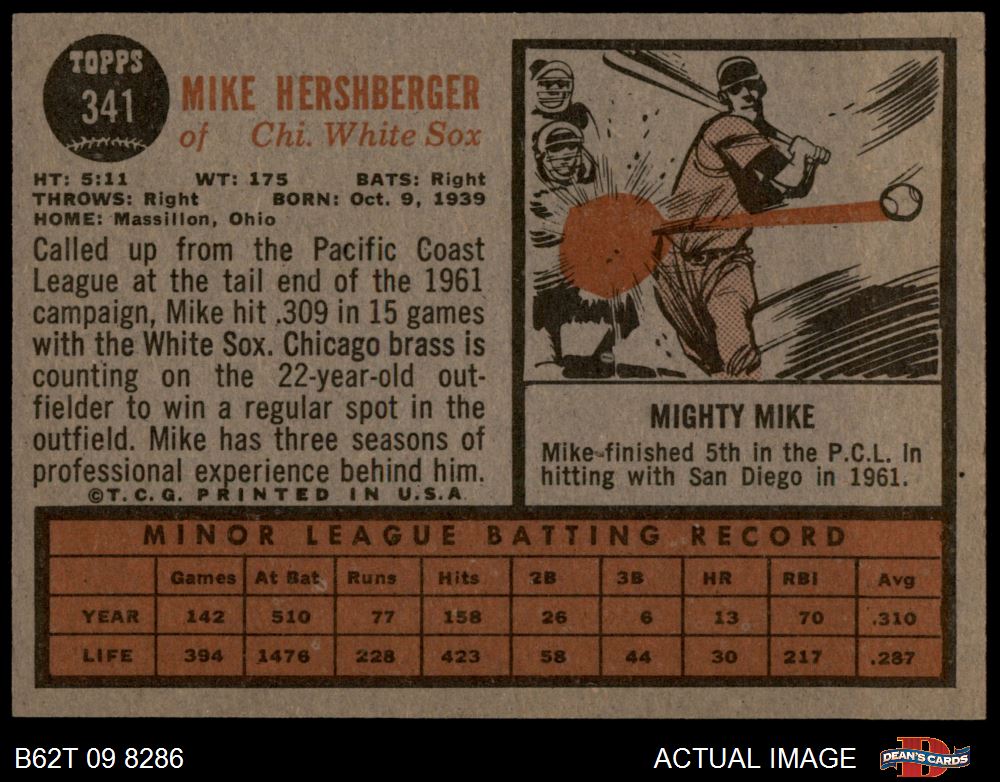 TOPPS
341
MIKE HERSHBERGER
of Chi. White Sox
HT: 5:11 WT: 175 BATS: Right
THROWS: Right BORN: Oct. 9, 1939
HOME: Massillon, Ohio
Called up from the Pacific Coast
League at the tail end of the 1961
campaign, Mike hit .309 in 15 games
with the White Sox. Chicago brass is
counting on the 22-year-old out-
fielder to win a regular spot in the
outfield. Mike has three seasons of
professional experience behind him.
©T.C.G. PRINTED IN U.S.A.
MIGHTY MIKE
Mike finished 5th in the P.C.L. in
hitting with San Diego in 1961.
MINOR LEAGUE BATTING RECORD
Games At Bat Runs Hits 2B 3B HR RBI Avg
YEAR 142 510 77 158 26 6 13 70 .310
LIFE 394 1476 228 423 58 44 30 217 .287
B62T 09 8286 ACTUAL IMAGE DEAN'S CARDS